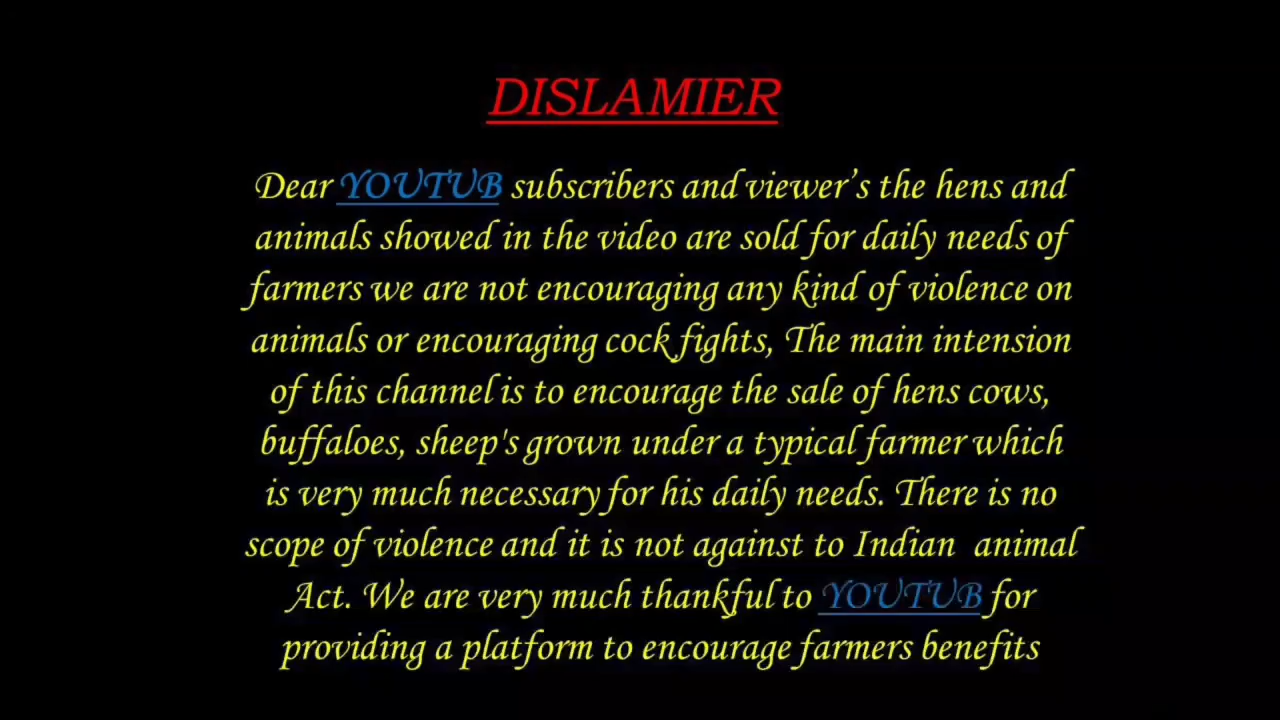 DISLAMIER
Dear YOUTUB subscribers and viewer’s the hens and
animals showed in the video are sold for daily needs of
farmers we are not encouraging any kind of violence on
animals or encouraging cock fights, The main intension
of this channel is to encourage the sale of hens cows,
buffaloes, sheep's grown under a typical farmer which
is very much necessary for his daily needs. There is no
scope of violence and it is not against to Indian  animal
Act. We are very much thankful to YOUTUB for
providing a platform to encourage farmers benefits